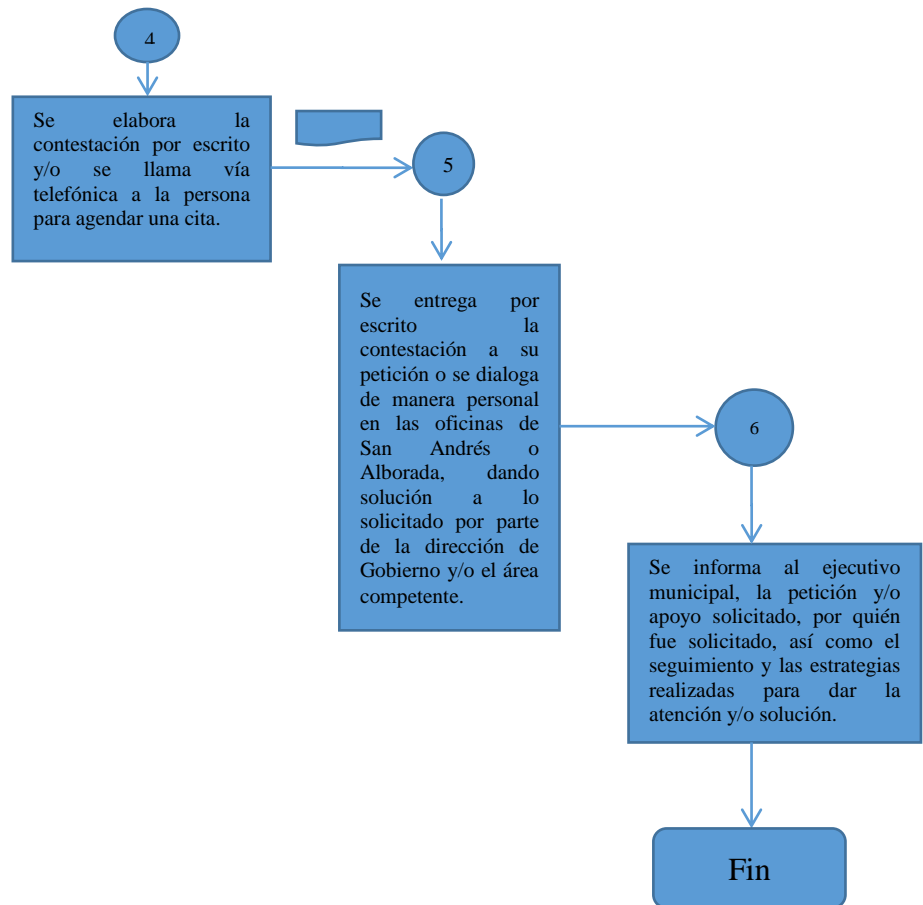 4
Se elabora la
contestación por escrito
y/o se llama vía
telefónica a la persona
para agendar una cita.
5
Se entrega por
escrito la
contestación a su
petición o se dialoga
de manera personal
en las oficinas de
San Andrés o
Alborada, dando
solución a lo
solicitado por parte
de la dirección de
Gobierno y/o el área
competente.
6
Se informa al ejecutivo
municipal, la petición y/o
apoyo solicitado, por quién
fue solicitado, así como el
seguimiento y las estrategias
realizadas para dar la
atención y/o solución.
Fin